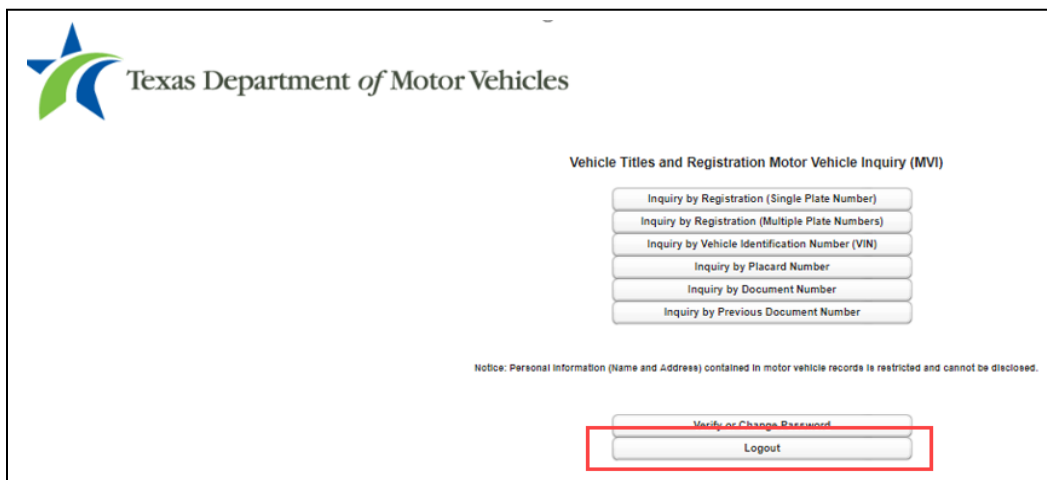 Texas Department of Motor Vehicles
Vehicle Titles and Registration Motor Vehicle Inquiry (MVI)
Inquiry by Registration (Single Plate Number)
Inquiry by Registration (Multiple Plate Numbers)
Inquiry by Vehicle Identification Number (VIN)
Inquiry by Placard Number
Inquiry by Document Number
Inquiry by Previous Document Number
Notice: Personal Information (Name and Address) contained in motor vehicle records is restricted and cannot be disclosed.
Verify or Change Password
Logout